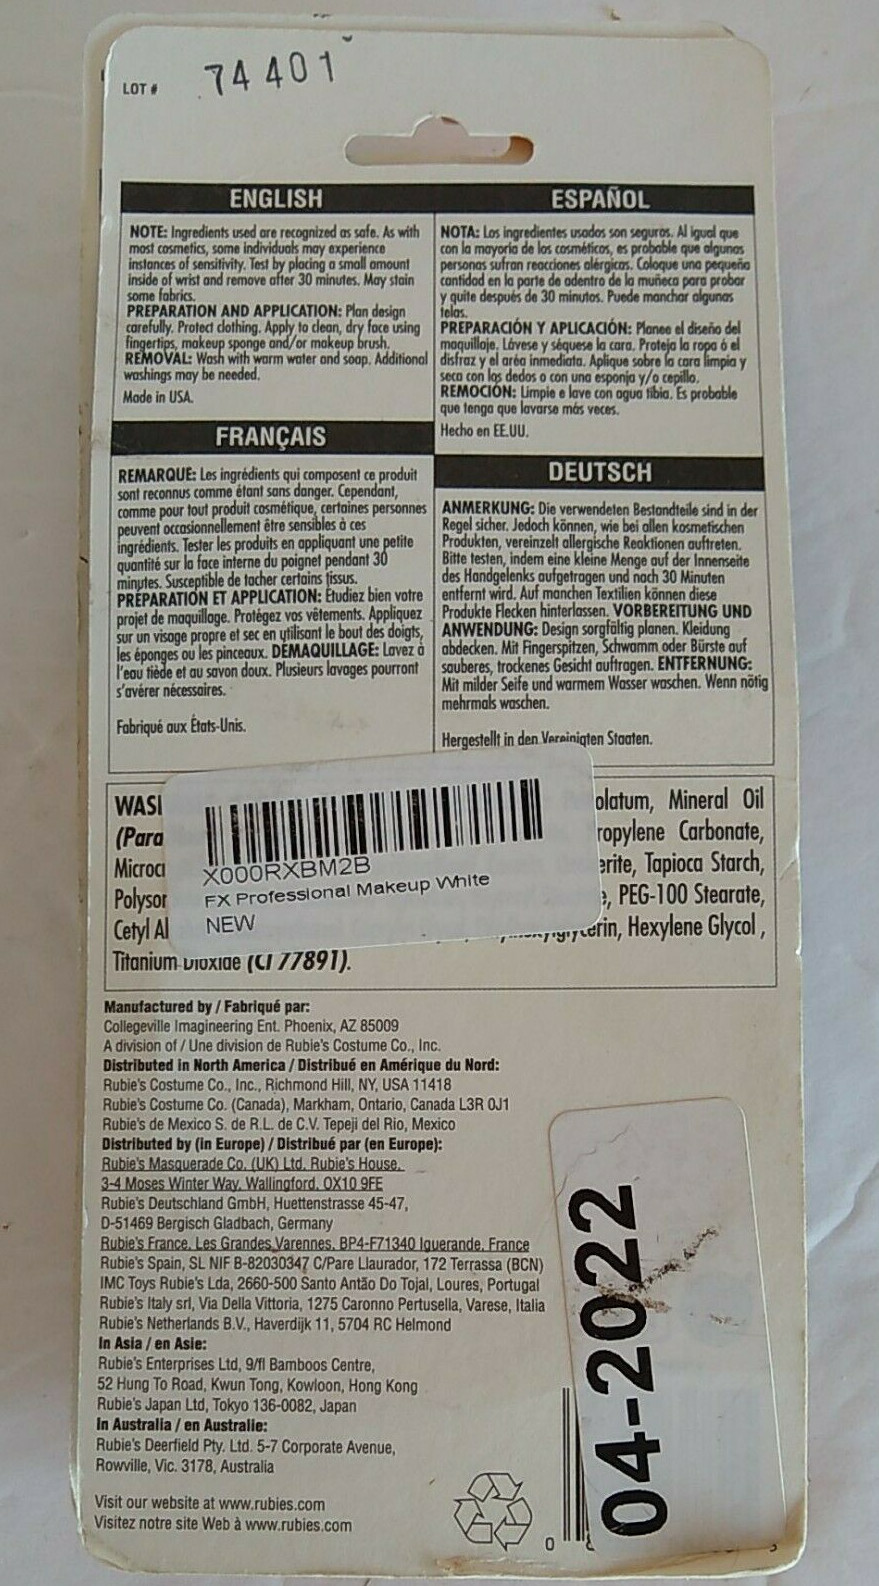 LOT # 74401
ENGLISH
NOTE: Ingredients used are recognized as safe. As with
most cosmetics, some individuals may experience
instances of sensitivity. Test by placing a small amount
inside of wrist and remove after 30 minutes. May stain
some fabrics.
PREPARATION AND APPLICATION: Plan design
carefully. Protect clothing. Apply to clean, dry face using
fingertips, makeup sponge and/or makeup brush.
REMOVAL: Wash with warm water and soap. Additional
washings may be needed.
Made in USA.
ESPAÑOL
NOTA: Los ingredientes usados son seguros. Al igual que
con la mayoría de los cosméticos, es probable que algunas
personas sufran reacciones alérgicas. Coloque una pequeña
cantidad en la parte de adentro de la muñeca para probar
y quite después de 30 minutos. Puede manchar algunas
telas.
PREPARACIÓN Y APLICACIÓN: Planee el diseño del
maquillaje. Lávese y séquese la cara. Proteja la ropa ó el
disfraz y el aréa inmediata. Aplique sobre la cara limpia y
seca con los dedos o con una esponja y/o cepillo.
REMOCIÓN: Limpie e lave con agua tibia. Es probable
que tenga que lavarse más veces.
Hecho en EE.UU.
FRANÇAIS
REMARQUE: Les ingrédients qui composent ce produit
sont reconnus comme étant sans danger. Cependant,
comme pour tout produit cosmétique, certaines personnes
peuvent occasionnellement être sensibles à ces
ingrédients. Tester les produits en appliquant une petite
quantité sur la face interne du poignet pendant 30
minutes. Susceptible de tacher certains tissus.
PRÉPARATION ET APPLICATION: Étudiez bien votre
projet de maquillage. Protégez vos vêtements. Appliquez
sur un visage propre et sec en utilisant le bout des doigts,
les éponges ou les pinceaux. DÉMAQUILLAGE: Lavez à
l'eau tiède et au savon doux. Plusieurs lavages pourront
s'avérer nécessaires.
Fabriqué aux États-Unis.
DEUTSCH
ANMERKUNG: Die verwendeten Bestandteile sind in der
Regel sicher. Jedoch können, wie bei allen kosmetischen
Produkten, vereinzelt allergische Reaktionen auftreten.
Bitte testen, indem eine kleine Menge auf der Innenseite
des Handgelenks aufgetragen und nach 30 Minuten
entfernt wird. Auf manchen Textilien können diese
Produkte Flecken hinterlassen. VORBEREITUNG UND
ANWENDUNG: Design sorgfältig planen. Kleidung
abdecken. Mit Fingerspitzen, Schwamm oder Bürste auf
sauberes, trockenes Gesicht auftragen. ENTFERNUNG:
Mit milder Seife und warmem Wasser waschen. Wenn nötig
mehrmals waschen.
Hergestellt in den Vereinigten Staaten.
Mineral Oil
Carbonate,
Tapioca Starch,
PEG-100 Stearate,
Hexylene Glycol,
Titanium Dioxide (CI 77891).
X000RXBM2B
FX Professional Makeup White
NEW
Manufactured by / Fabriqué par:
Collegeville Imagineering Ent. Phoenix, AZ 85009
A division of / Une division de Rubie's Costume Co., Inc.
Distributed in North America / Distribué en Amérique du Nord:
Rubie's Costume Co., Inc., Richmond Hill, NY, USA 11418
Rubie's Costume Co. (Canada), Markham, Ontario, Canada L3R 0J1
Rubie's de Mexico S. de R.L. de C.V. Tepeji del Rio, Mexico
Distributed by (in Europe) / Distribué par (en Europe):
Rubie's Masquerade Co. (UK) Ltd. Rubie's House.
3-4 Moses Winter Way, Wallingford. OX10 9FE
Rubie's Deutschland GmbH, Huettenstrasse 45-47,
D-51469 Bergisch Gladbach, Germany
Rubie's France. Les Grandes Varennes. BP4-F71340 Iguerande. France
Rubie's Spain, SL NIF B-82030347 C/Pare Llaurador, 172 Terrassa (BCN)
IMC Toys Rubie's Lda, 2660-500 Santo Antão Do Tojal, Loures, Portugal
Rubie's Italy srl, Via Della Vittoria, 1275 Caronno Pertusella, Varese, Italia
Rubie's Netherlands B.V., Haverdijk 11, 5704 RC Helmond
In Asia / en Asie:
Rubie's Enterprises Ltd, 9/fl Bamboos Centre,
52 Hung To Road, Kwun Tong, Kowloon, Hong Kong
Rubie's Japan Ltd, Tokyo 136-0082, Japan
In Australia / en Australie:
Rubie's Deerfield Pty. Ltd. 5-7 Corporate Avenue,
Rowville, Vic. 3178, Australia
Visit our website at www.rubies.com
Visitez notre site Web à www.rubies.com
04-2022
0